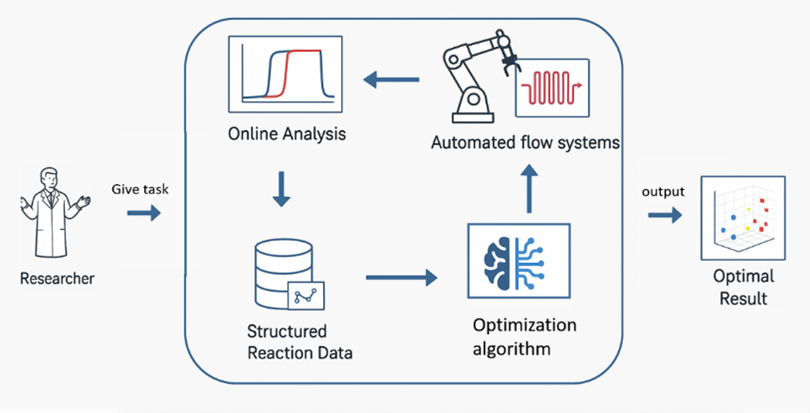 Online Analysis
Automated flow systems
Give task
Researcher
Structured
Reaction Data
Optimization
algorithm
output
Optimal
Result